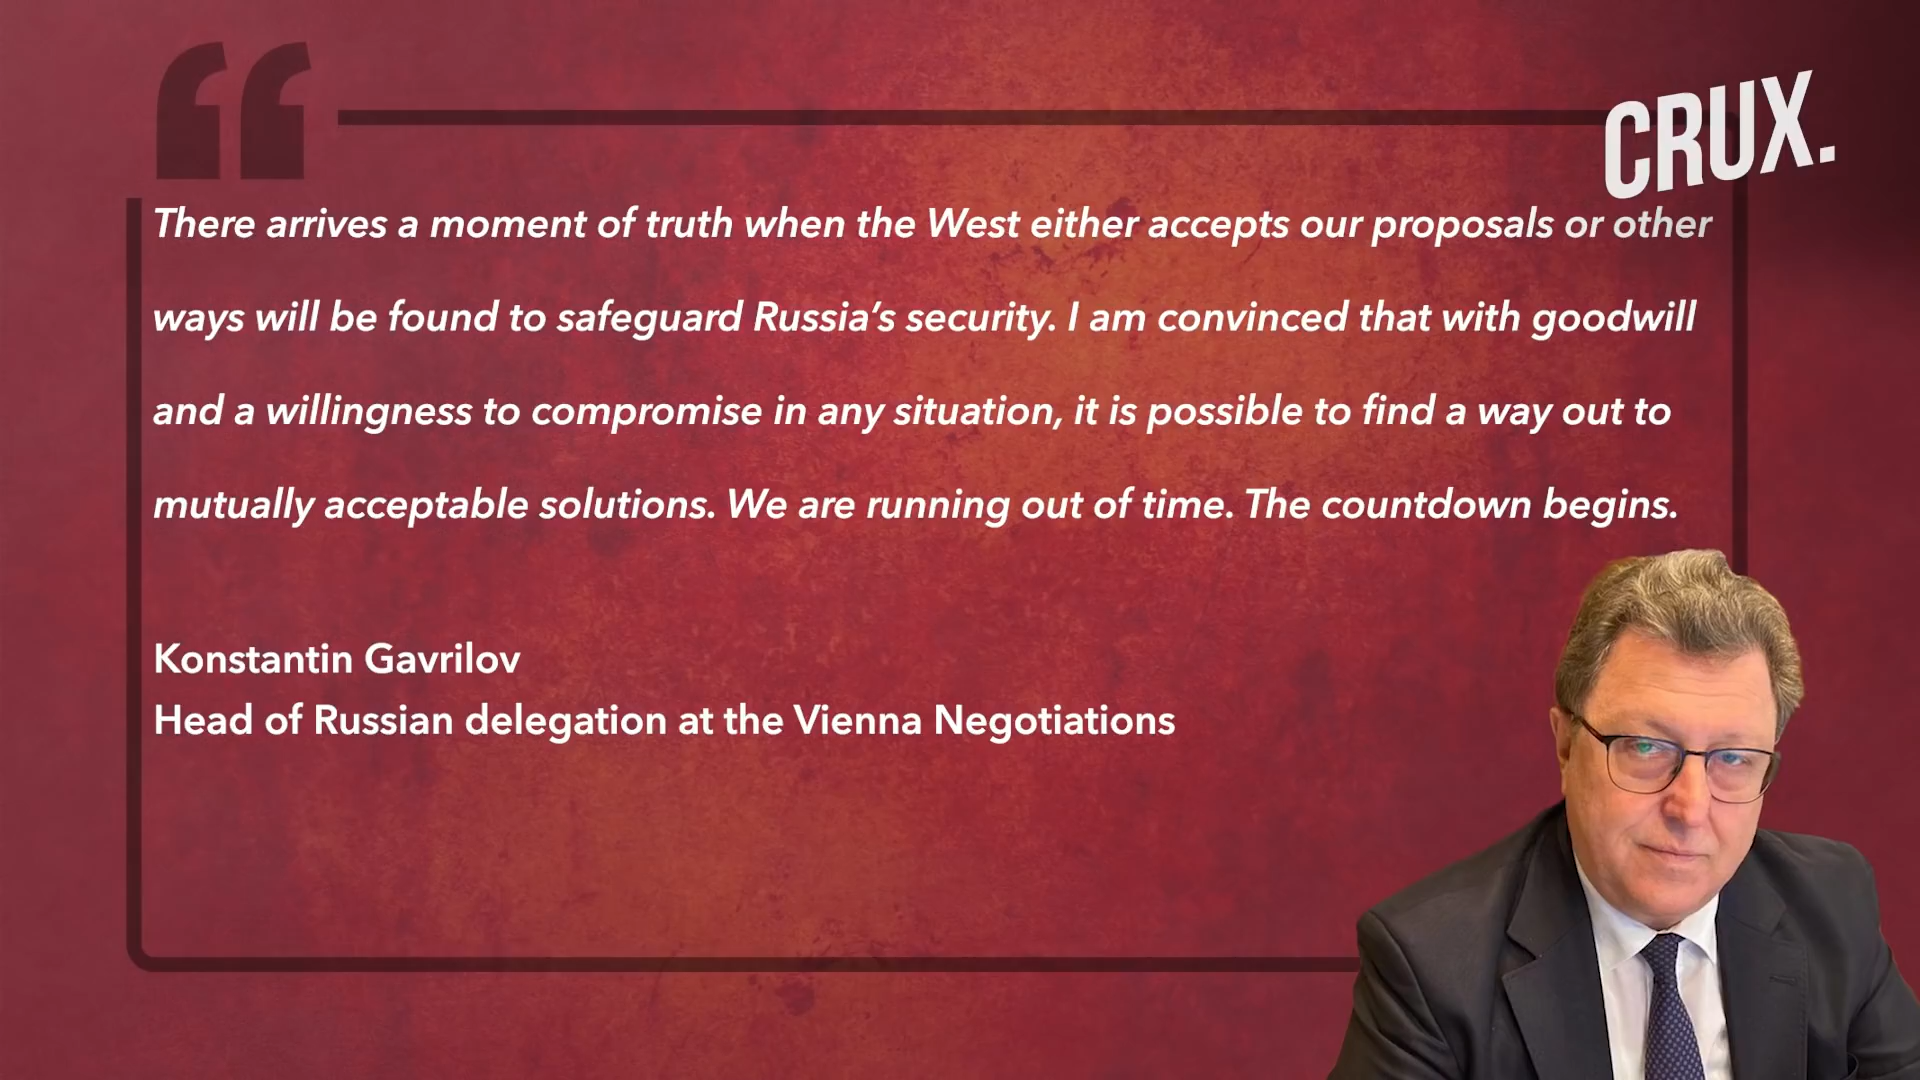 CRUX.
There arrives a moment of truth when the West either accepts our proposals or other
ways will be found to safeguard Russia’s security. I am convinced that with goodwill
and a willingness to compromise in any situation, it is possible to find a way out to
mutually acceptable solutions. We are running out of time. The countdown begins.
Konstantin Gavrilov
Head of Russian delegation at the Vienna Negotiations